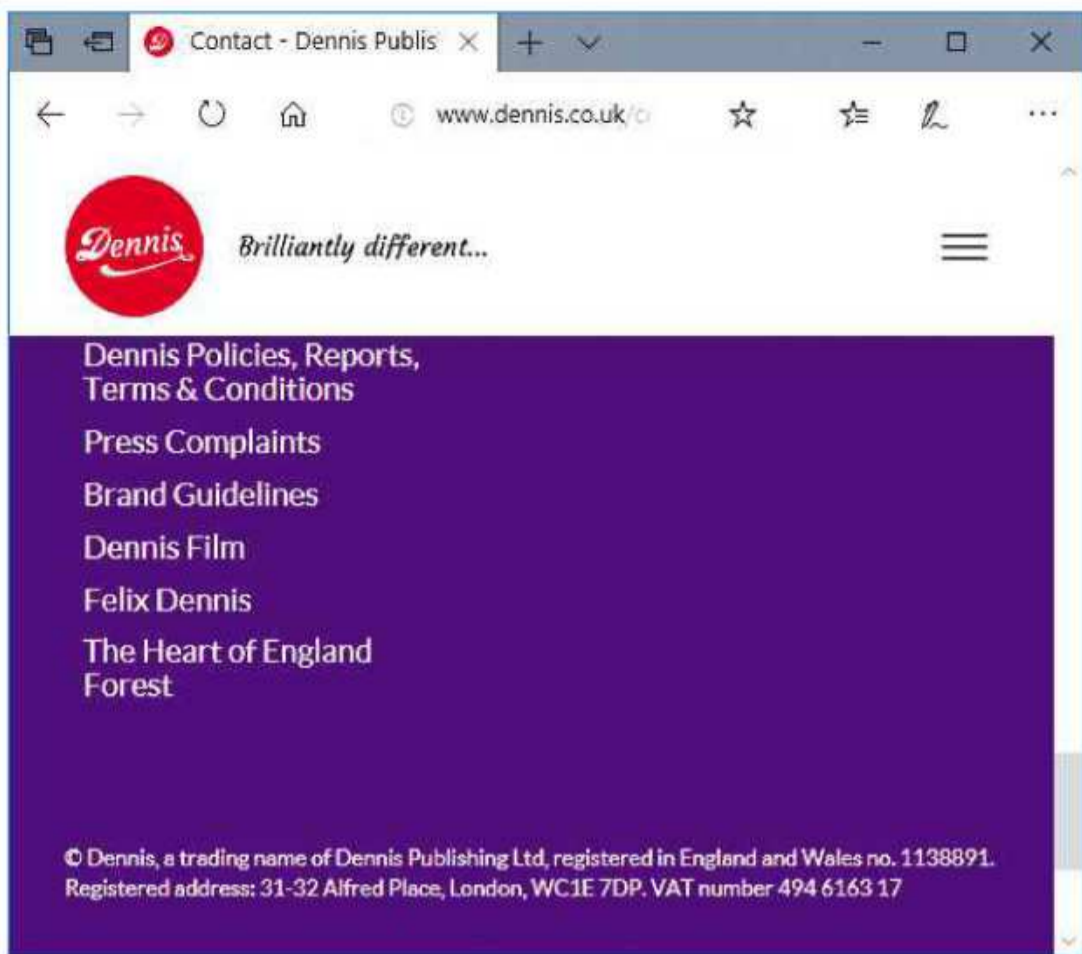 Contact - Dennis Publis
www.dennis.co.uk/c
Dennis
Brilliantly different...
Dennis Policies, Reports,
Terms & Conditions
Press Complaints
Brand Guidelines
Dennis Film
Felix Dennis
The Heart of England
Forest
© Dennis, a trading name of Dennis Publishing Ltd, registered in England and Wales no. 1138891.
Registered address: 31-32 Alfred Place, London, WC1E 7DP. VAT number 494 6163 17